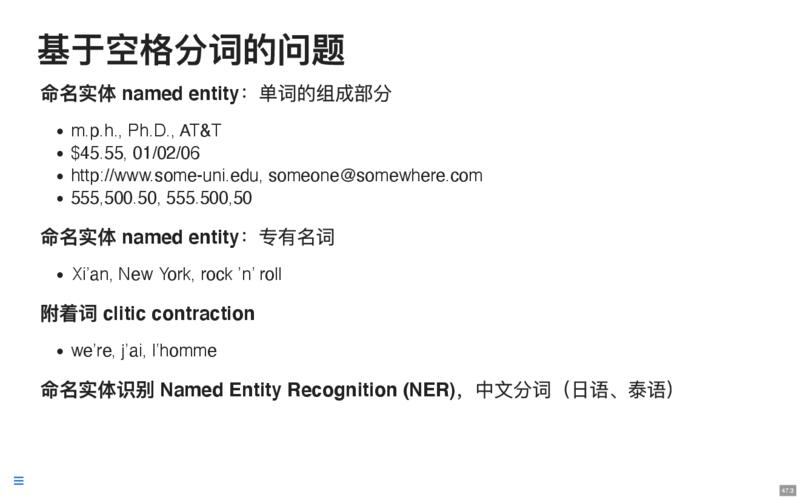 基于空格分词的问题
命名实体 named entity：单词的组成部分
• m.p.h., Ph.D., AT&T
• $45.55, 01/02/06
• http://www.some-uni.edu, someone@somewhere.com
• 555,500.50, 555.500,50
命名实体 named entity：专有名词
• Xi’an, New York, rock ’n’ roll
附着词 clitic contraction
• we’re, j’ai, l’homme
命名实体识别 Named Entity Recognition (NER)，中文分词（日语、泰语）
47.3